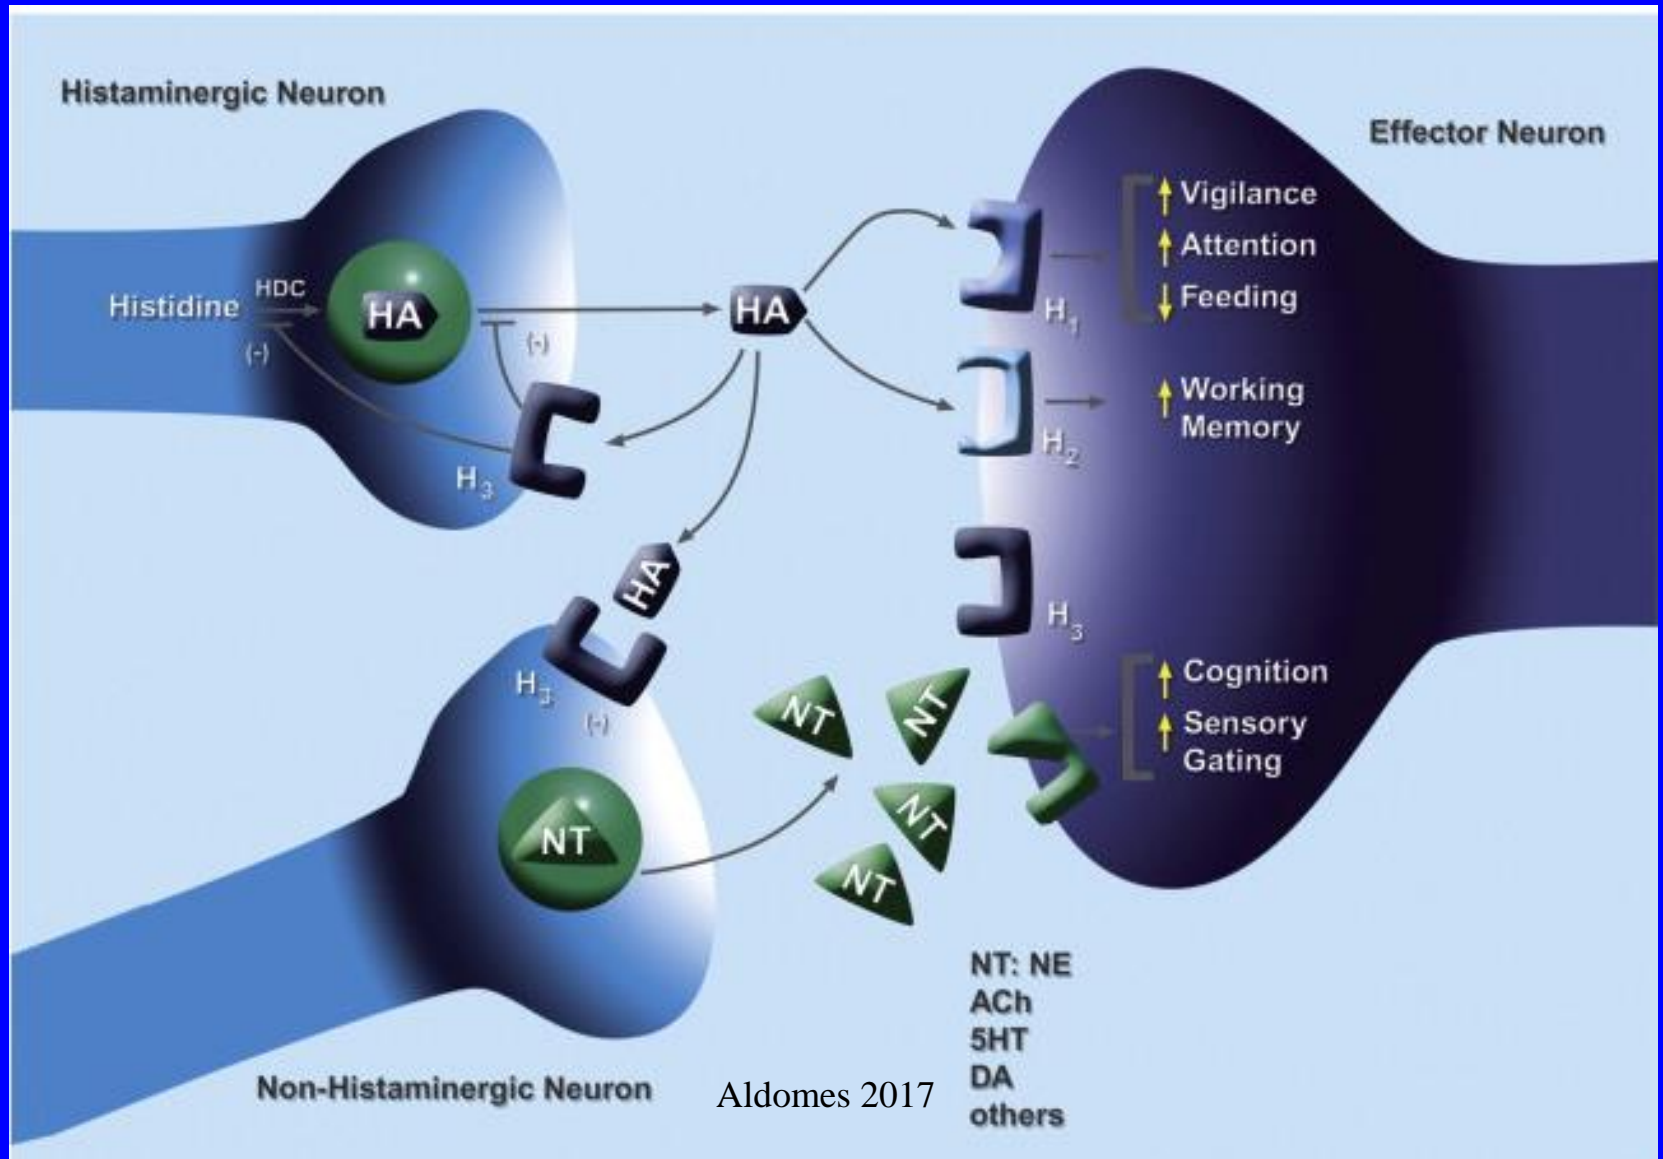 Histaminergic Neuron
Effector Neuron
Histidine
HDC
(-)
HA
(-)
H3
HA
H1
Vigilance
Attention
Feeding
H2
Working
Memory
H3
HA
H3
(-)
NT
NT
NT
NT
NT
Cognition
Sensory
Gating
NT: NE
ACh
5HT
DA
others
Non-Histaminergic Neuron
Aldomes 2017